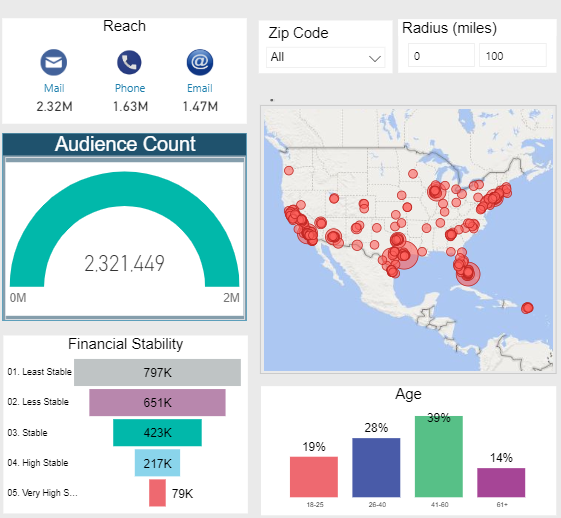 Reach
Mail
Phone
Email
2.32M
1.63M
1.47M
Zip Code
All
Radius (miles)
0
100
Audience Count
2,321,449
0M
2M
Financial Stability
01. Least Stable
797K
02. Less Stable
651K
03. Stable
423K
04. High Stable
217K
05. Very High S...
79K
Age
19%
28%
39%
14%
18-25
26-40
41-60
61+